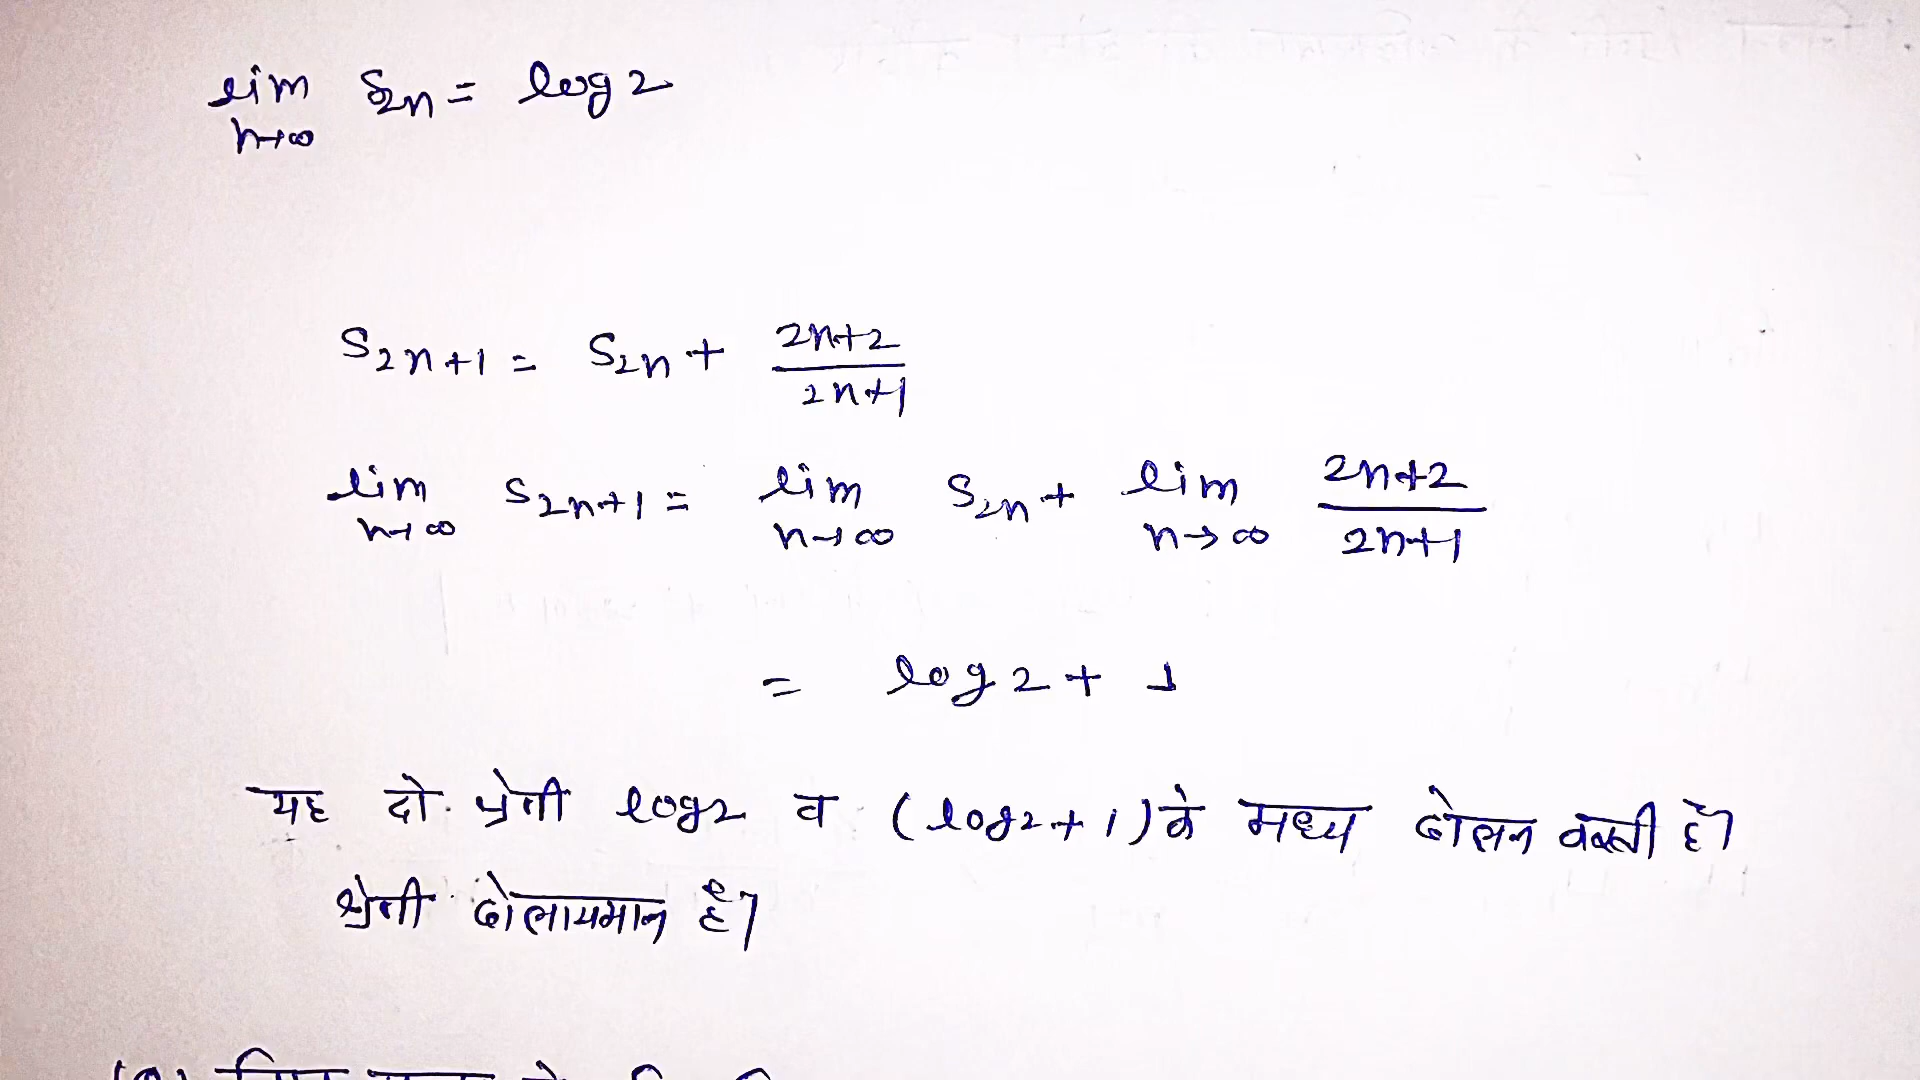 lim S2n = log 2
n→∞
S2n+1 = S2n + 2n+2
2n+1
lim S2n+1 = lim S2n + lim 2n+2
n→∞ n→∞ n→∞ 2n+1
= log 2 + 1
यह दो श्रेणी log2 व (log2+1) के मध्य दोलन करती है।
श्रेणी दोलायमान है।